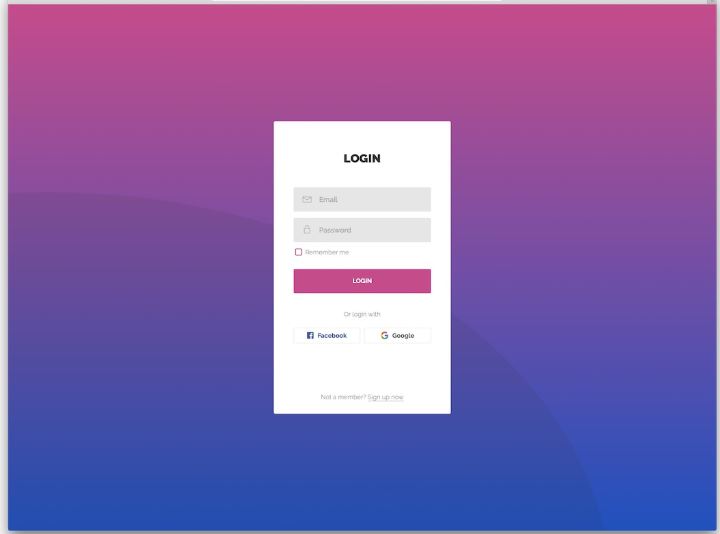 LOGIN
Email
Password
Remember me
LOGIN
Or login with
Facebook Google
Not a member? Sign up now